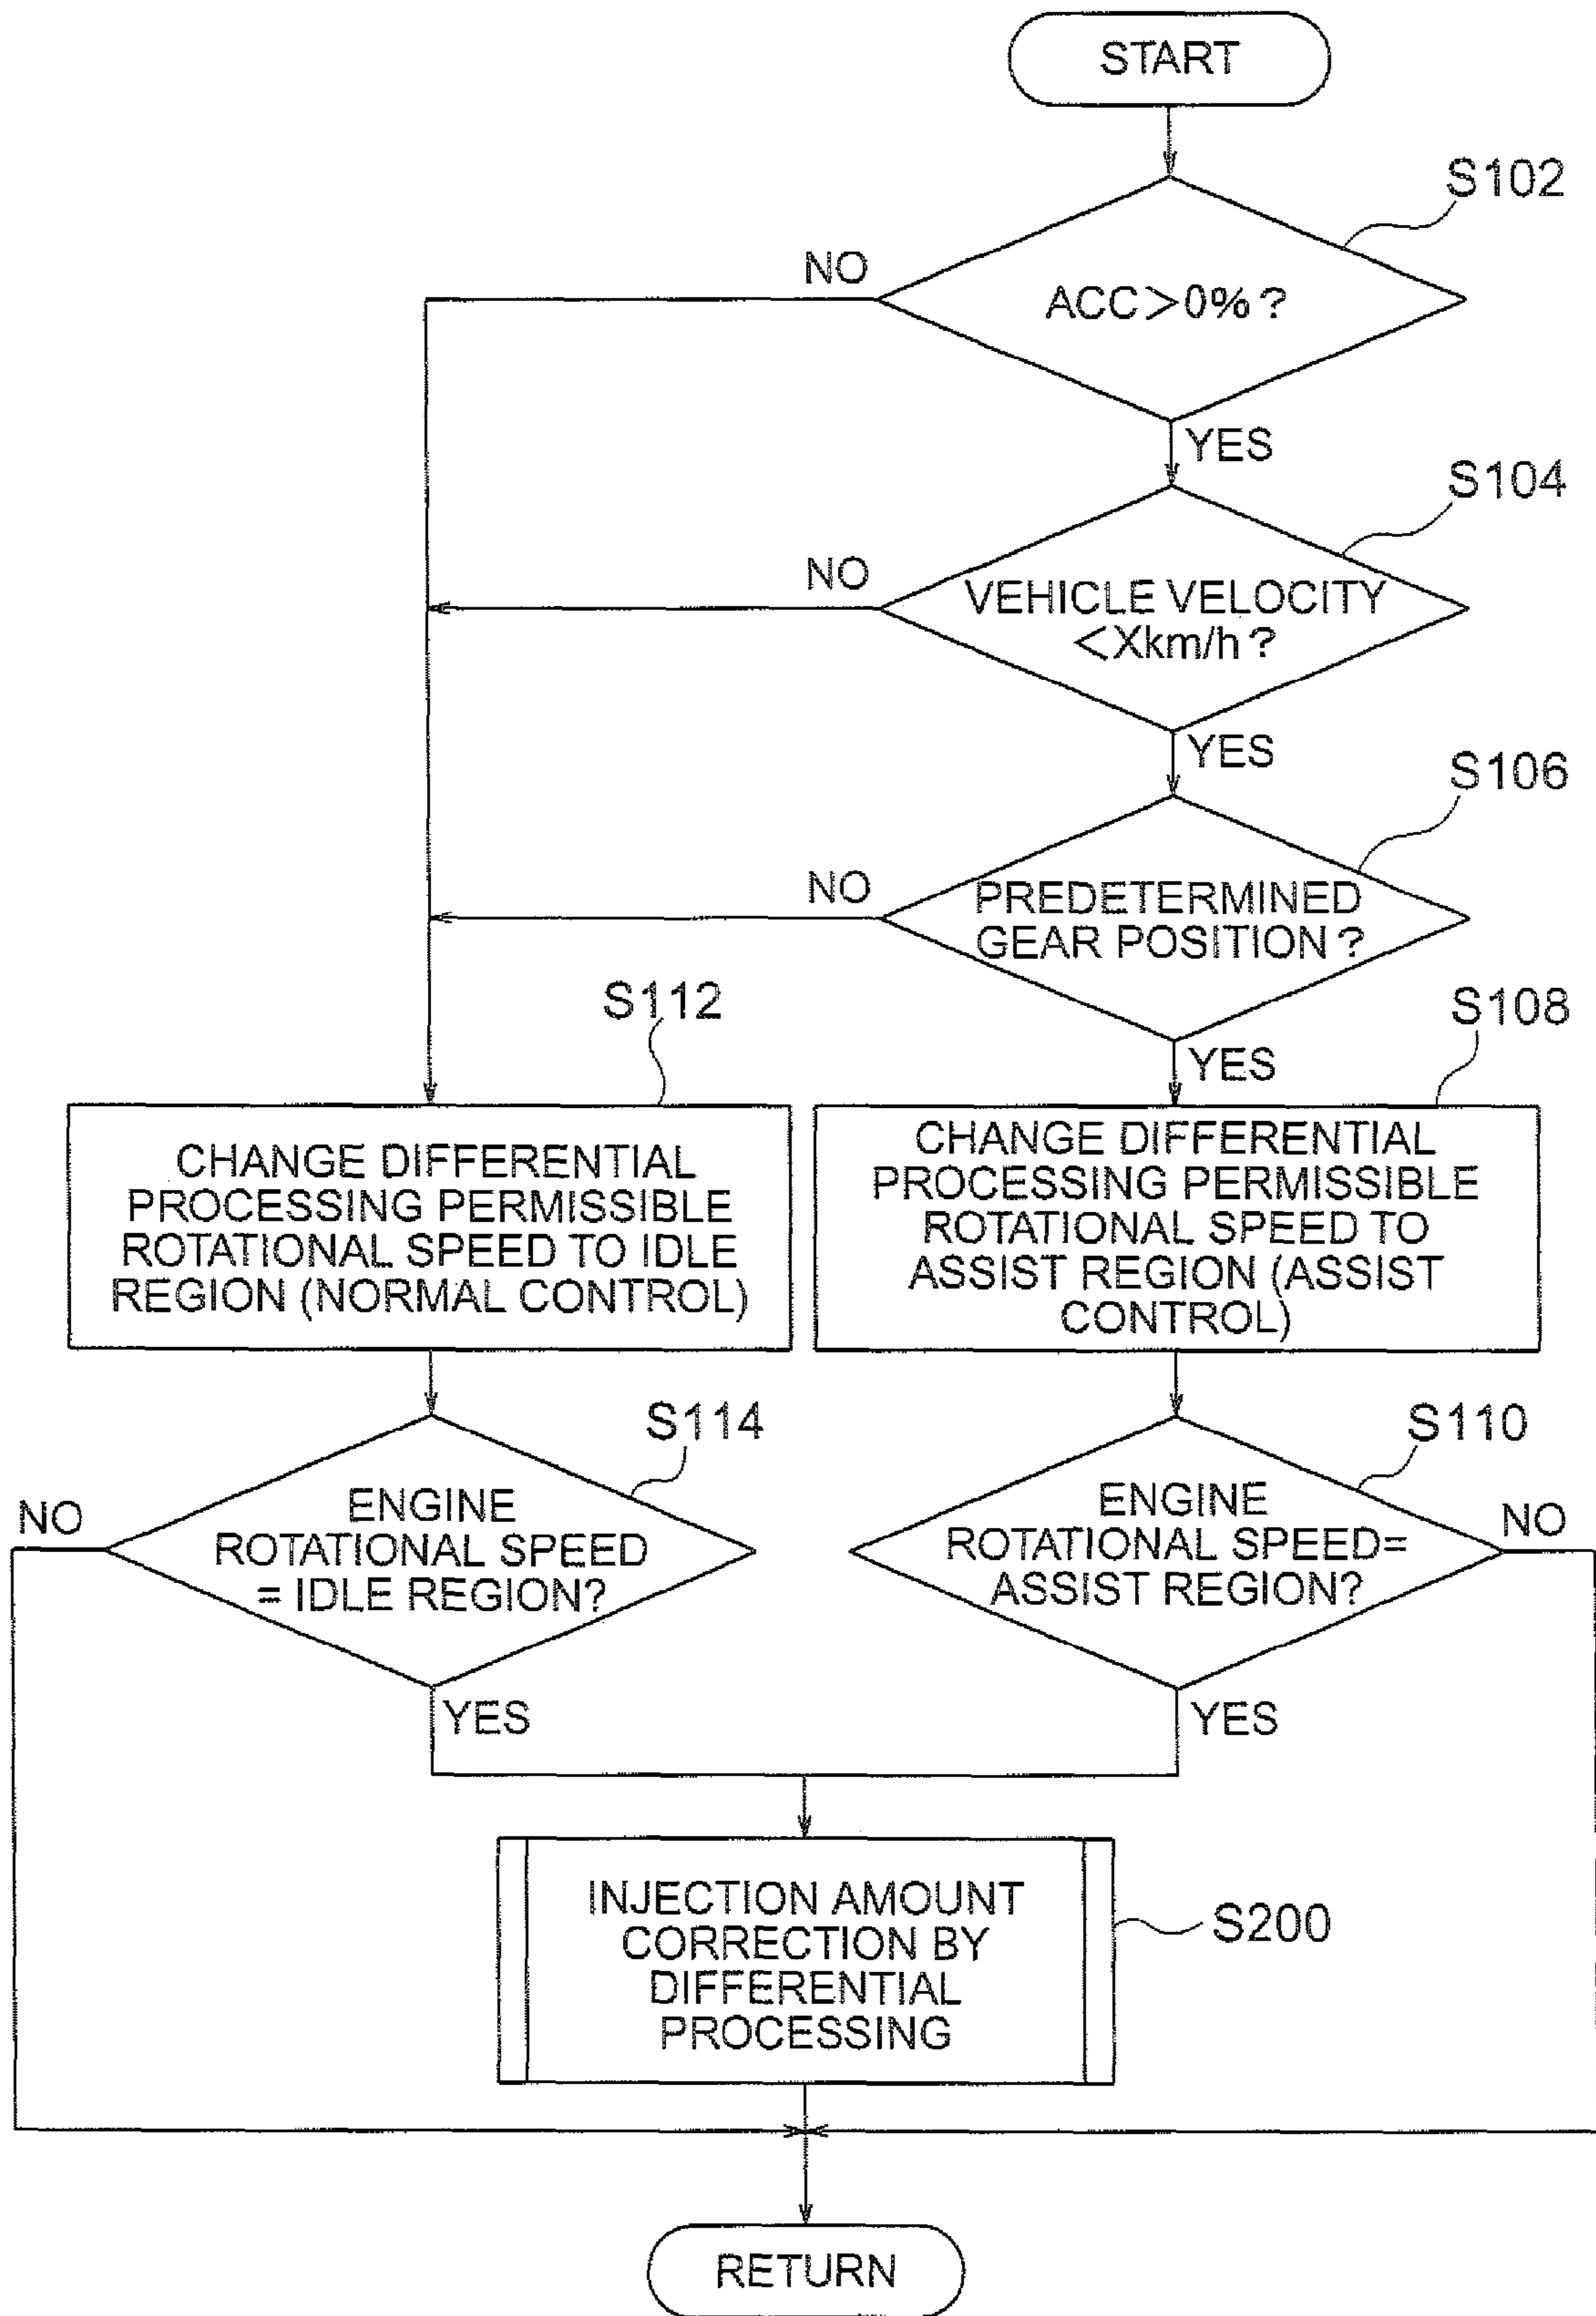 START
S102
NO
ACC>0%?
YES
S104
NO
VEHICLE VELOCITY
<Xkm/h?
YES
S106
NO
PREDETERMINED
GEAR POSITION?
YES
S112
S108
CHANGE DIFFERENTIAL
PROCESSING PERMISSIBLE
ROTATIONAL SPEED TO IDLE
REGION (NORMAL CONTROL)
CHANGE DIFFERENTIAL
PROCESSING PERMISSIBLE
ROTATIONAL SPEED TO
ASSIST REGION (ASSIST
CONTROL)
S114
S110
NO
ENGINE
ROTATIONAL SPEED
= IDLE REGION?
ENGINE
ROTATIONAL SPEED=
ASSIST REGION?
NO
YES
YES
INJECTION AMOUNT
CORRECTION BY
DIFFERENTIAL
PROCESSING
S200
RETURN